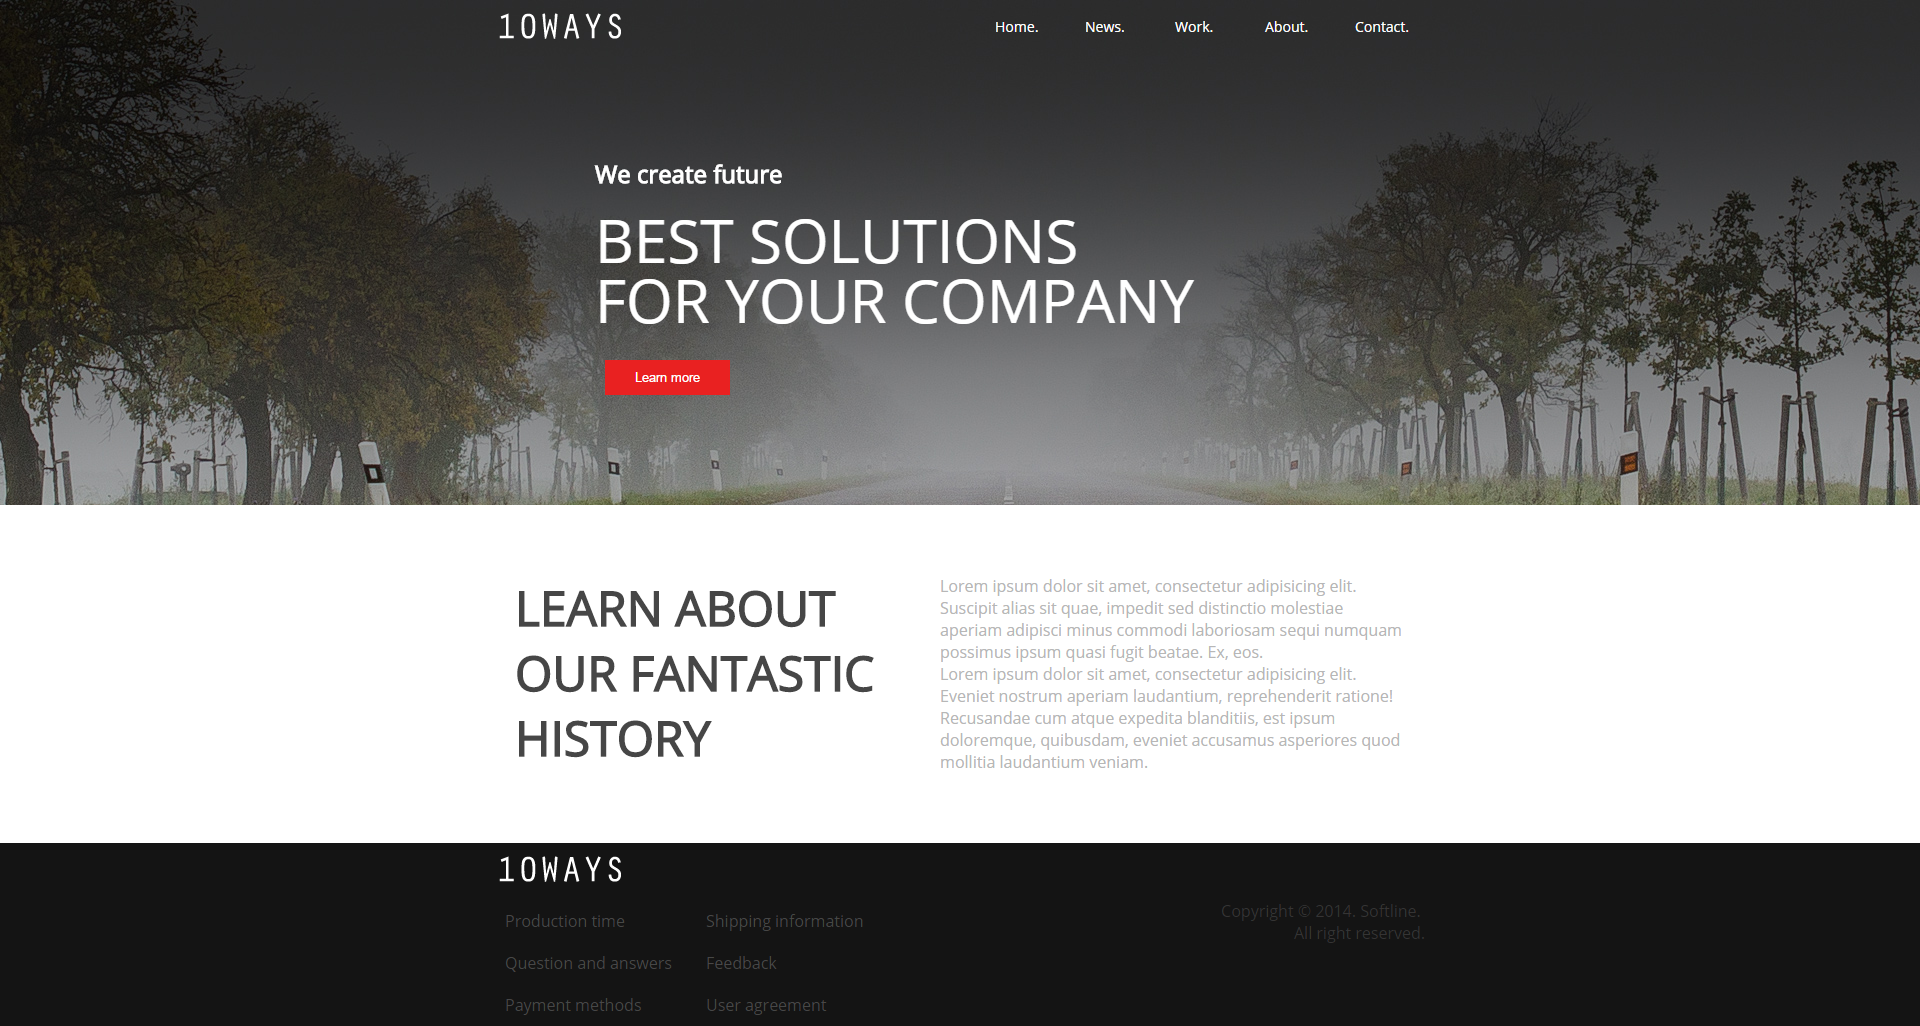 10WAYS
Home. News. Work. About. Contact.
We create future
BEST SOLUTIONS
FOR YOUR COMPANY
Learn more
LEARN ABOUT
OUR FANTASTIC
HISTORY
Lorem ipsum dolor sit amet, consectetur adipisicing elit.
Suscipit alias sit quae, impedit sed distinctio molestiae
aperiam adipisci minus commodi laboriosam sequi numquam
possimus ipsum quasi fugit beatae. Ex, eos.
Lorem ipsum dolor sit amet, consectetur adipisicing elit.
Eveniet nostrum aperiam laudantium, reprehenderit ratione!
Recusandae cum atque expedita blanditiis, est ipsum
doloremque, quibusdam, eveniet accusamus asperiores quod
mollitia laudantium veniam.
10WAYS
Production time
Question and answers
Payment methods
Shipping information
Feedback
User agreement
Copyright © 2014. Softline.
All right reserved.